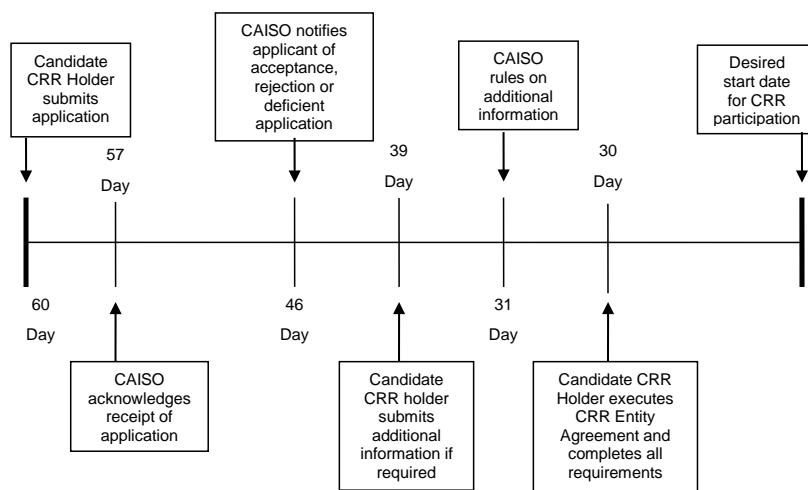 Candidate
CRR Holder
submits
application
CAISO notifies
applicant of
acceptance,
rejection or
deficient
application
CAISO
rules on
additional
information
Desired
start date
for CRR
participation
57
Day
39
Day
30
Day
60
Day
46
Day
31
Day
CAISO
acknowledges
receipt of
application
Candidate
CRR holder
submits
additional
information if
required
Candidate CRR
Holder executes
CRR Entity
Agreement and
completes all
requirements